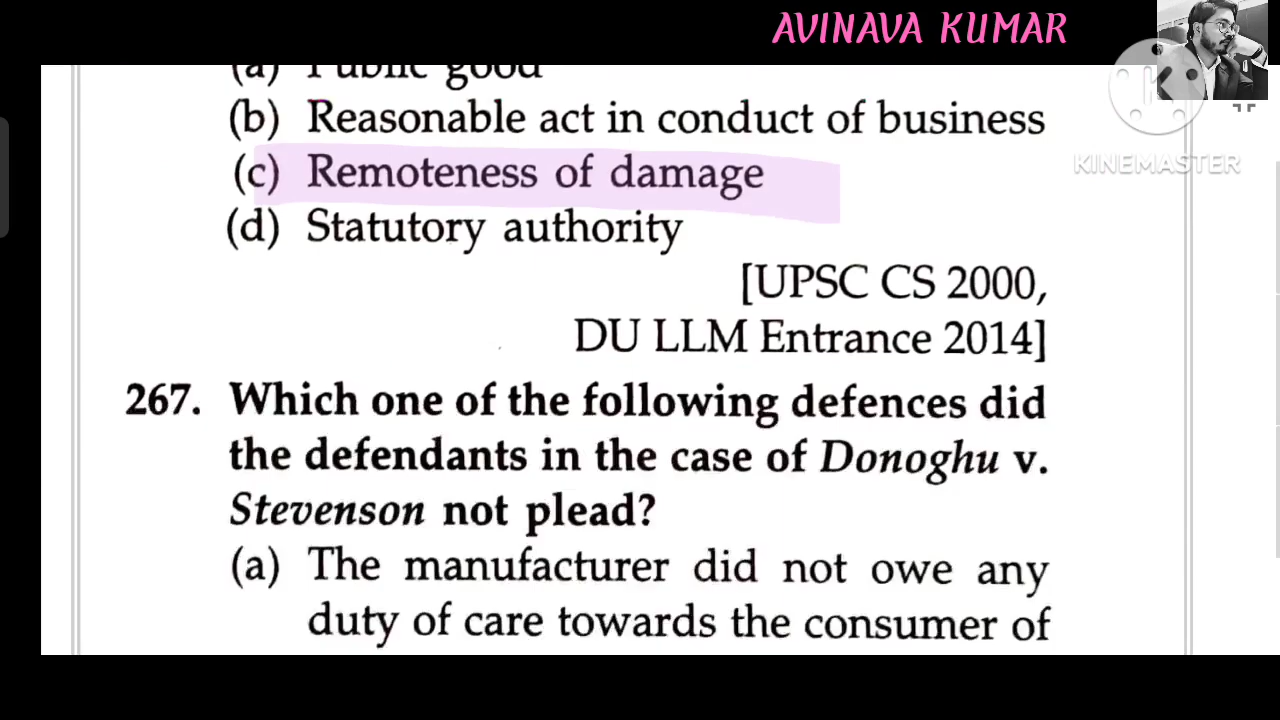 AVINAVA KUMAR
(a) Public good
(b) Reasonable act in conduct of business
KINEMASTER
(c) Remoteness of damage
(d) Statutory authority
[UPSC CS 2000,
DU LLM Entrance 2014]
267. Which one of the following defences did
the defendants in the case of Donoghu v.
Stevenson not plead?
(a) The manufacturer did not owe any
duty of care towards the consumer of